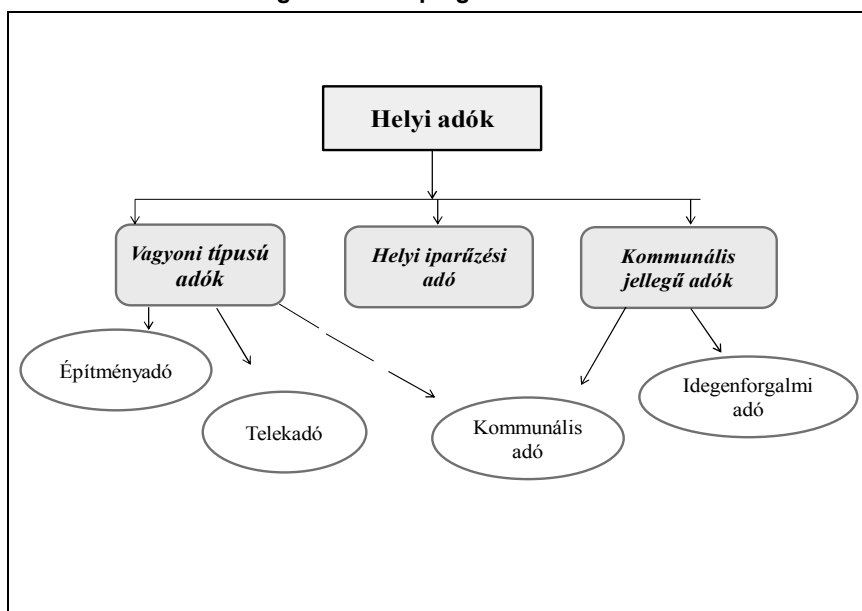 Helyi adók
Vagyoni típusú
adók
Helyi iparűzési
adó
Kommunális
jellegű adók
Építményadó
Telekadó
Kommunális
adó
Idegenforgalmi
adó